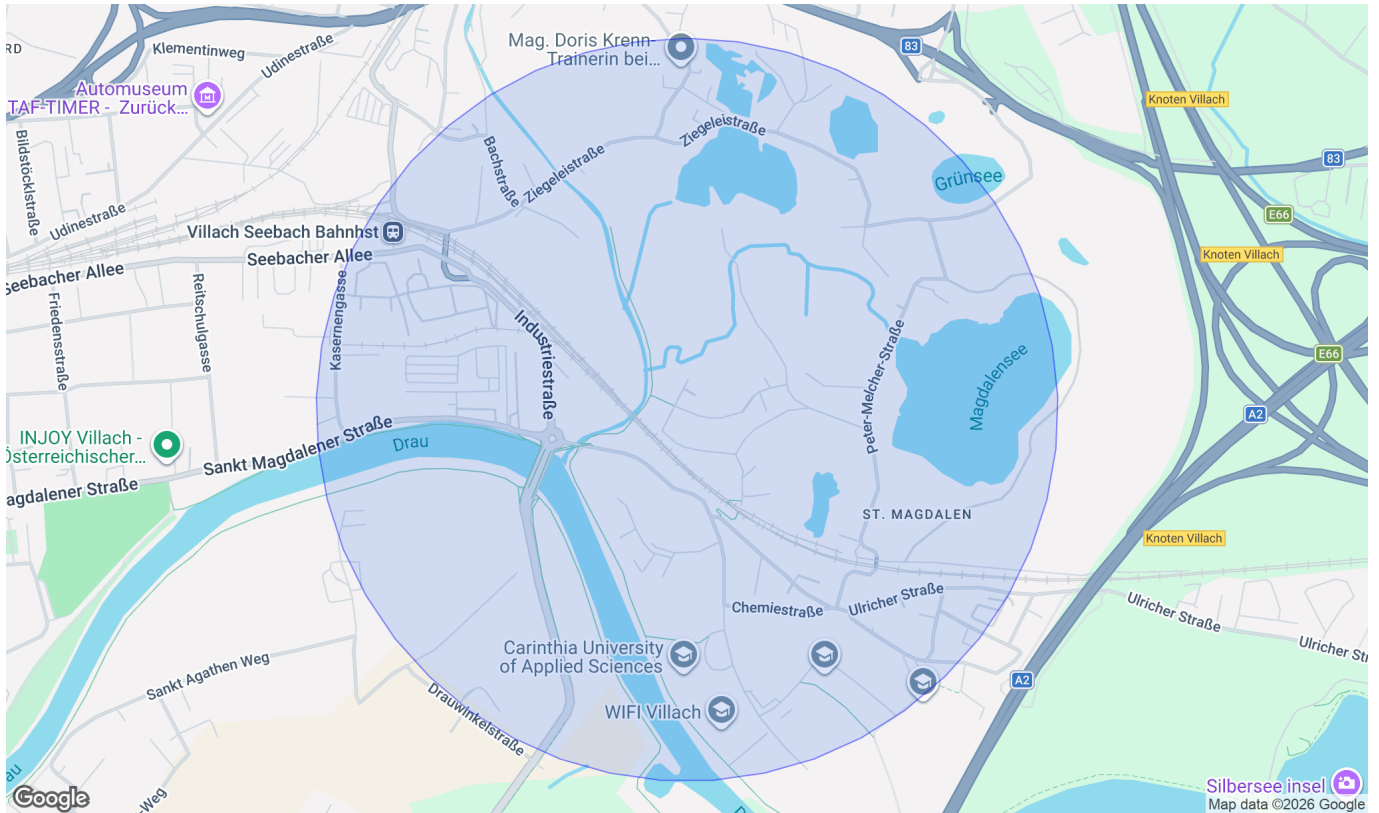 RD
Klementinweg
Udinestraße
Mag. Doris Krenn-
Trainerin bei...
83
Automuseum
TAF-TIMER - Zurück...
Knoten Villach
Bildstöcklstraße
Bachstraße
Ziegeleistraße
Ziegeleistraße
83
Grünsee
E66
Udinestraße
Villach Seebach Bahnhst
Seebacher Allee
Seebacher Allee
Knoten Villach
Friedensstraße
Reitschulgasse
Kasernengasse
Industriestraße
Peter-Melcher-Straße
Magdalensee
E66
A2
INJOY Villach -
Österreichischer...
Sankt Magdalener Straße
Drau
agdalener Straße
ST. MAGDALEN
Knoten Villach
Chemiestraße
Ulricher Straße
Ulricher Straße
Ulricher Str
Carinthia University
of Applied Sciences
Sankt Agathen Weg
A2
Drauwinkelstraße
WIFI Villach
au
-Weg
D
Silbersee insel
Google
Map data ©2026 Google